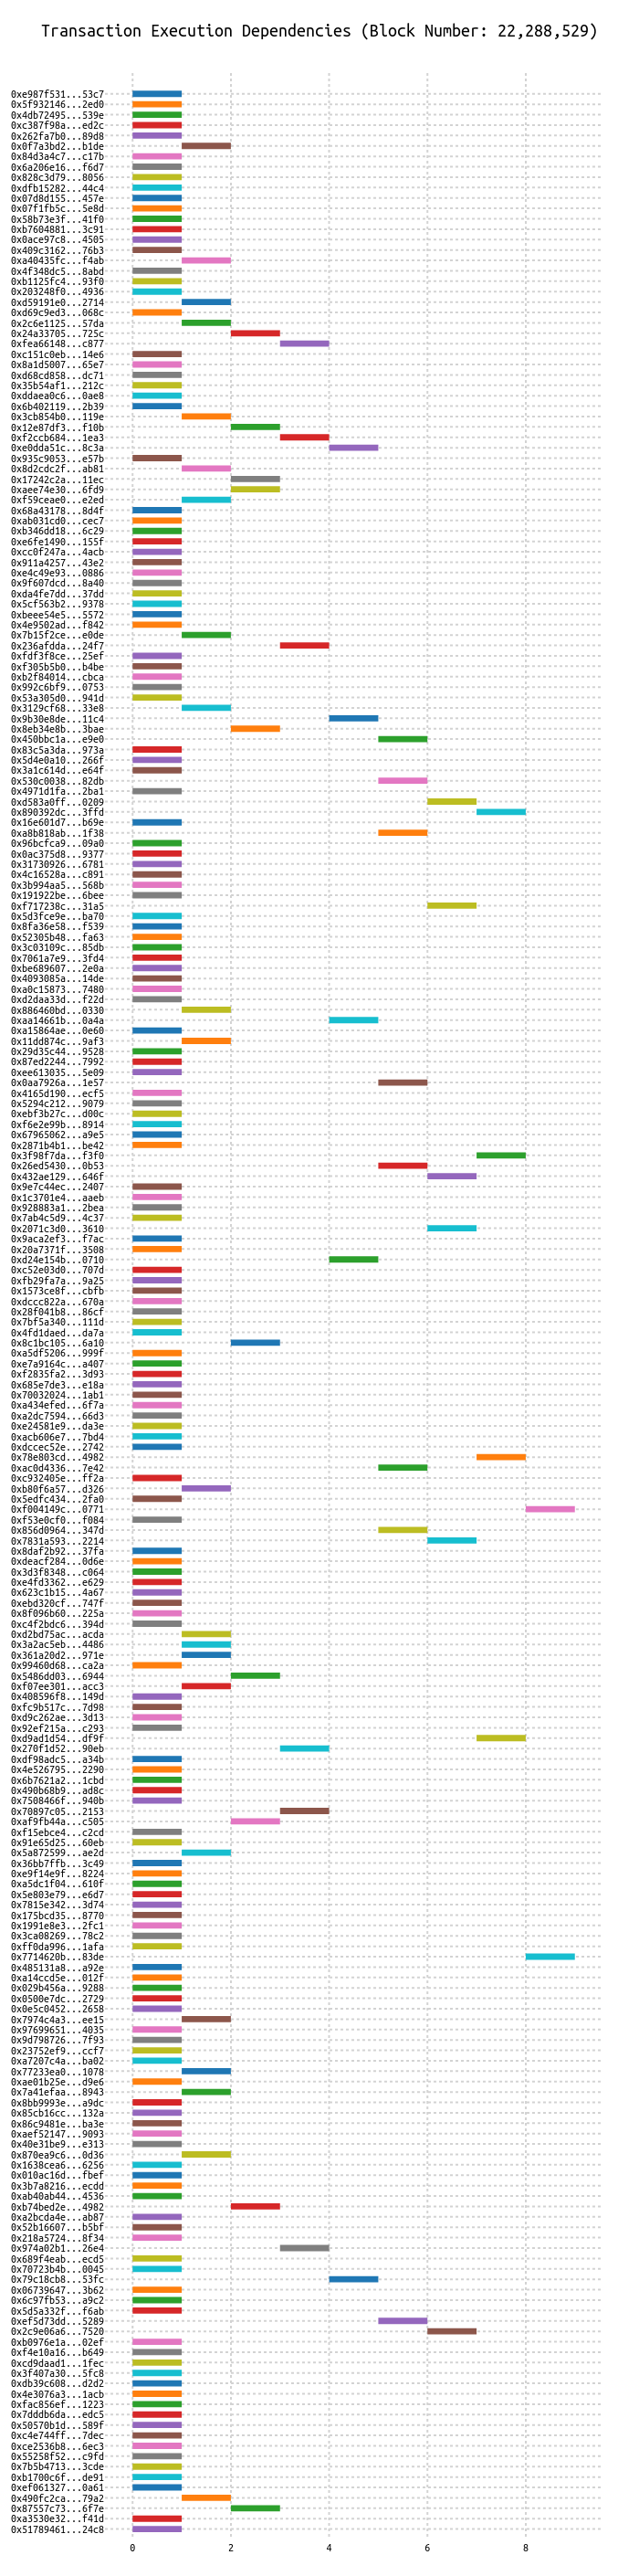 Transaction Execution Dependencies (Block Number: 22,288,529)
0xe987f531...53c7
0x5f932146...2ed0
0x4db72495...539e
0xc387f98a...ed2c
0x262fa7b0...89d8
0x0f7a3bd2...b1de
0x84d3a4c7...c17b
0x6a206e16...f6d7
0x828c3d79...8056
0xdfb15282...44c4
0x07d8d155...457e
0x07f1fb5c...5e8d
0x58b73e3f...41f0
0xb7604881...3c91
0x0ace97c8...4505
0x409c3162...76b3
0xa40435fc...f4ab
0x4f348dc5...8abd
0xb1125fc4...93f0
0x203248f0...4936
0xd59191e0...2714
0xd69c9ed3...068c
0x2c6e1125...57da
0x24a33705...725c
0xfea66148...c877
0xc151c0eb...14e6
0x8a1d5007...65e7
0xd68cd858...dc71
0x35b54af1...212c
0xddaea0c6...0ae8
0x6b402119...2b39
0x3cb854b0...119e
0x12e87df3...f10b
0xf2ccb684...1ea3
0xe0dda51c...8c3a
0x935c9053...e57b
0x8d2cdc2f...ab81
0x17242c2a...11ec
0xaee74e30...6fd9
0xf59ceae0...e2ed
0x68a43178...8d4f
0xab031cd0...cec7
0xb346dd18...6c29
0xe6fe1490...155f
0xcc0f247a...4acb
0x911a4257...43e2
0xe4c49e93...0886
0x9f607dcd...8a40
0xda4fe7dd...37dd
0x5cf563b2...9378
0xbeee54e5...5572
0x4e9502ad...f842
0x7b15f2ce...e0de
0x236afdda...24f7
0xfdf3f8ce...25ef
0xf305b5b0...b4be
0xb2f84014...cbca
0x992c6bf9...0753
0x53a305d0...941d
0x3129cf68...33e8
0x9b30e8de...11c4
0x8eb34e8b...3bae
0x450bbc1a...e9e0
0x83c5a3da...973a
0x5d4e0a10...266f
0x3a1c614d...e64f
0x530c0038...82db
0x4971d1fa...2ba1
0xd583a0ff...0209
0x890392dc...3ffd
0x16e601d7...b69e
0xa8b818ab...1f38
0x96bcfca9...09a0
0x0ac375d8...9377
0x31730926...6781
0x4c16528a...c891
0x3b994aa5...568b
0x191922be...6bee
0xf717238c...31a5
0x5d3fce9e...ba70
0x8fa36e58...f539
0x52305b48...fa63
0x3c03109c...85db
0x7061a7e9...3fd4
0xbe689607...2e0a
0x4093085a...14de
0xa0c15873...7480
0xd2daa33d...f22d
0x886460bd...0330
0xaa14661b...0a4a
0xa15864ae...0e60
0x11dd874c...9af3
0x29d35c44...9528
0x87ed2244...7992
0xee613035...5e09
0x0aa7926a...1e57
0x4165d190...ecf5
0x5294c212...9079
0xebf3b27c...d00c
0xf6e2e99b...8914
0x67965062...a9e5
0x2871b4b1...be42
0x3f98f7da...f3f0
0x26ed5430...0b53
0x432ae129...646f
0x9e7c44ec...2407
0x1c3701e4...aaeb
0x928883a1...2bea
0x7ab4c5d9...4c37
0x2071c3d0...3610
0x9aca2ef3...f7ac
0x20a7371f...3508
0xd24e154b...0710
0xc52e03d0...707d
0xfb29fa7a...9a25
0x1573ce8f...cbfb
0xdccc822a...670a
0x28f041b8...86cf
0x7bf5a340...111d
0x4fd1daed...da7a
0x8c1bc105...6a10
0xa5df5206...999f
0xe7a9164c...a407
0xf2835fa2...3d93
0x685e7de3...e18a
0x70032024...1ab1
0xa434efed...6f7a
0xa2dc7594...66d3
0xe24581e9...da3e
0xacb606e7...7bd4
0xdccec52e...2742
0x78e803cd...4982
0xac0d4336...7e42
0xc932405e...ff2a
0xb80f6a57...d326
0x5edfc434...2fa0
0xf004149c...0771
0xf53e0cf0...f084
0x856d0964...347d
0x7831a593...2214
0x8daf2b92...37fa
0xdeacf284...0d6e
0x3d3f8348...c064
0xe4fd3362...e629
0x623c1b15...4a67
0xebd320cf...747f
0x8f096b60...225a
0xc4f2bdc6...394d
0xd2bd75ac...acda
0x3a2ac5eb...4486
0x361a20d2...971e
0x99460d68...ca2a
0x5486dd03...6944
0xf07ee301...acc3
0x408596f8...149d
0xfc9b517c...7d98
0xd9c262ae...3d13
0x92ef215a...c293
0xd9ad1d54...df9f
0x270f1d52...90eb
0xdf98adc5...a34b
0x4e526795...2290
0x6b7621a2...1cbd
0x490b68b9...ad8c
0x7508466f...940b
0x70897c05...2153
0xaf9fb44a...c505
0xf15ebce4...c2cd
0x91e65d25...60eb
0x5a872599...ae2d
0x36bb7ffb...3c49
0xe9f14e9f...8224
0xa5dc1f04...610f
0x5e803e79...e6d7
0x7815e342...3d74
0x175bcd35...8770
0x1991e8e3...2fc1
0x3ca08269...78c2
0xff0da996...1afa
0x7714620b...83de
0x485131a8...a92e
0xa14ccd5e...012f
0x029b456a...9288
0x0500e7dc...2729
0x0e5c0452...2658
0x7974c4a3...ee15
0x97699651...4035
0x9d798726...7f93
0x23752ef9...ccf7
0xa7207c4a...ba02
0x77233ea0...1078
0xae01b25e...d9e6
0x7a41efaa...8943
0x8bb9993e...a9dc
0x85cb16cc...132a
0x86c9481e...ba3e
0xaef52147...9093
0x40e31be9...e313
0x870ea9c6...0d36
0x1638cea6...6256
0x010ac16d...fbef
0x3b7a8216...ecdd
0xab40ab44...4536
0xb74bed2e...4982
0xa2bcda4e...ab87
0x52b16607...b5bf
0x218a5724...8f34
0x974a02b1...26e4
0x689f4eab...ecd5
0x70723b4b...0045
0x79c18cb8...53fc
0x06739647...3b62
0x6c97fb53...a9c2
0x5d5a332f...f6ab
0xef5d73dd...5289
0x2c9e06a6...7520
0xb0976e1a...02ef
0xf4e10a16...b649
0xcd9daad1...1fec
0x3f407a30...5fc8
0xdb39c608...d2d2
0x4e3076a3...1acb
0xfac856ef...1223
0x7dddb6da...edc5
0x50570b1d...589f
0xc4e744ff...7dec
0xce2536b8...6ec3
0x55258f52...c9fd
0x7b5b4713...3cde
0xb1700c6f...de91
0xef061327...0a61
0x490fc2ca...79a2
0x87557c73...6f7e
0xa3530e32...f41d
0x51789461...24c8
0 2 4 6 8